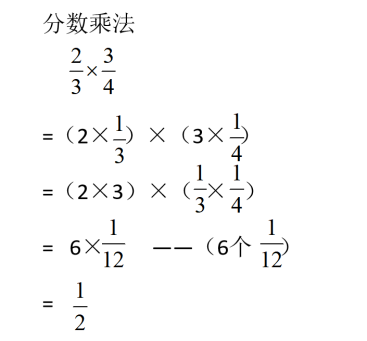 分数乘法
2/3 × 3/4
= （2×1/3） × （3×1/4）
= （2×3） × （1/3×1/4）
= 6×1/12 —— （6个 1/12）
= 1/2